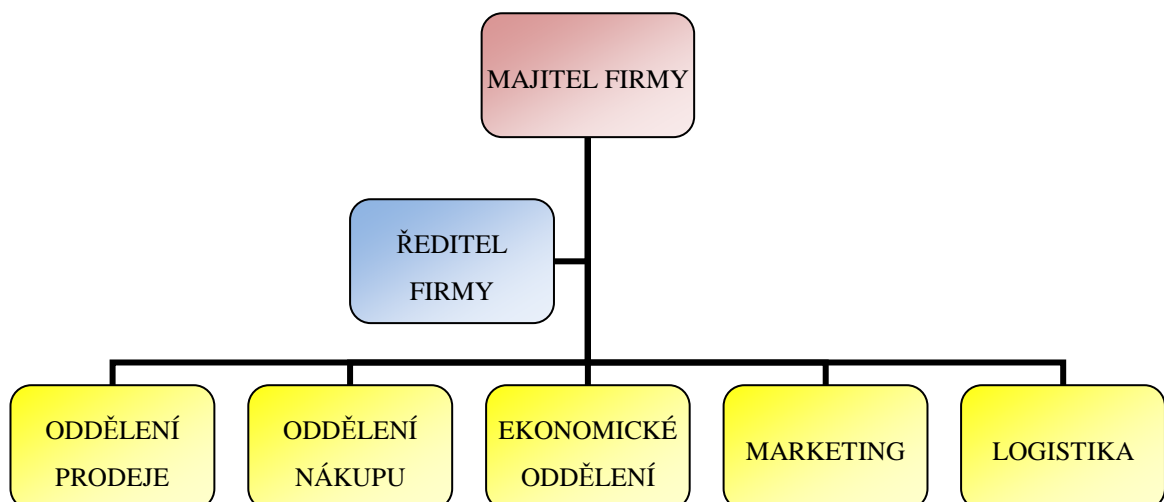 MAJITEL FIRMY
ŘEDITEL
FIRMY
ODDĚLENÍ
PRODEJE
ODDĚLENÍ
NÁKUPU
EKONOMICKÉ
ODDĚLENÍ
MARKETING
LOGISTIKA